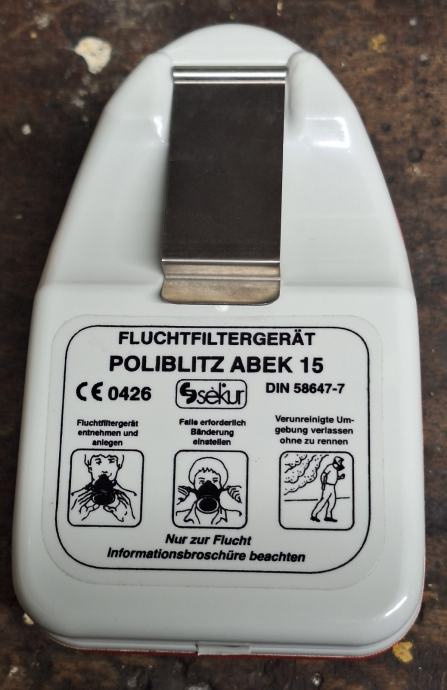 FLUCHTFILTERGERÄT
POLIBLITZ ABEK 15
CE 0426
sekur
DIN 58647-7
Fluchtfiltergerät
entnehmen und
anlegen
Falls erforderlich
Bänderung
einstellen
Verunreinigte Um-
gebung verlassen
ohne zu rennen
Nur zur Flucht
Informationsbroschüre beachten